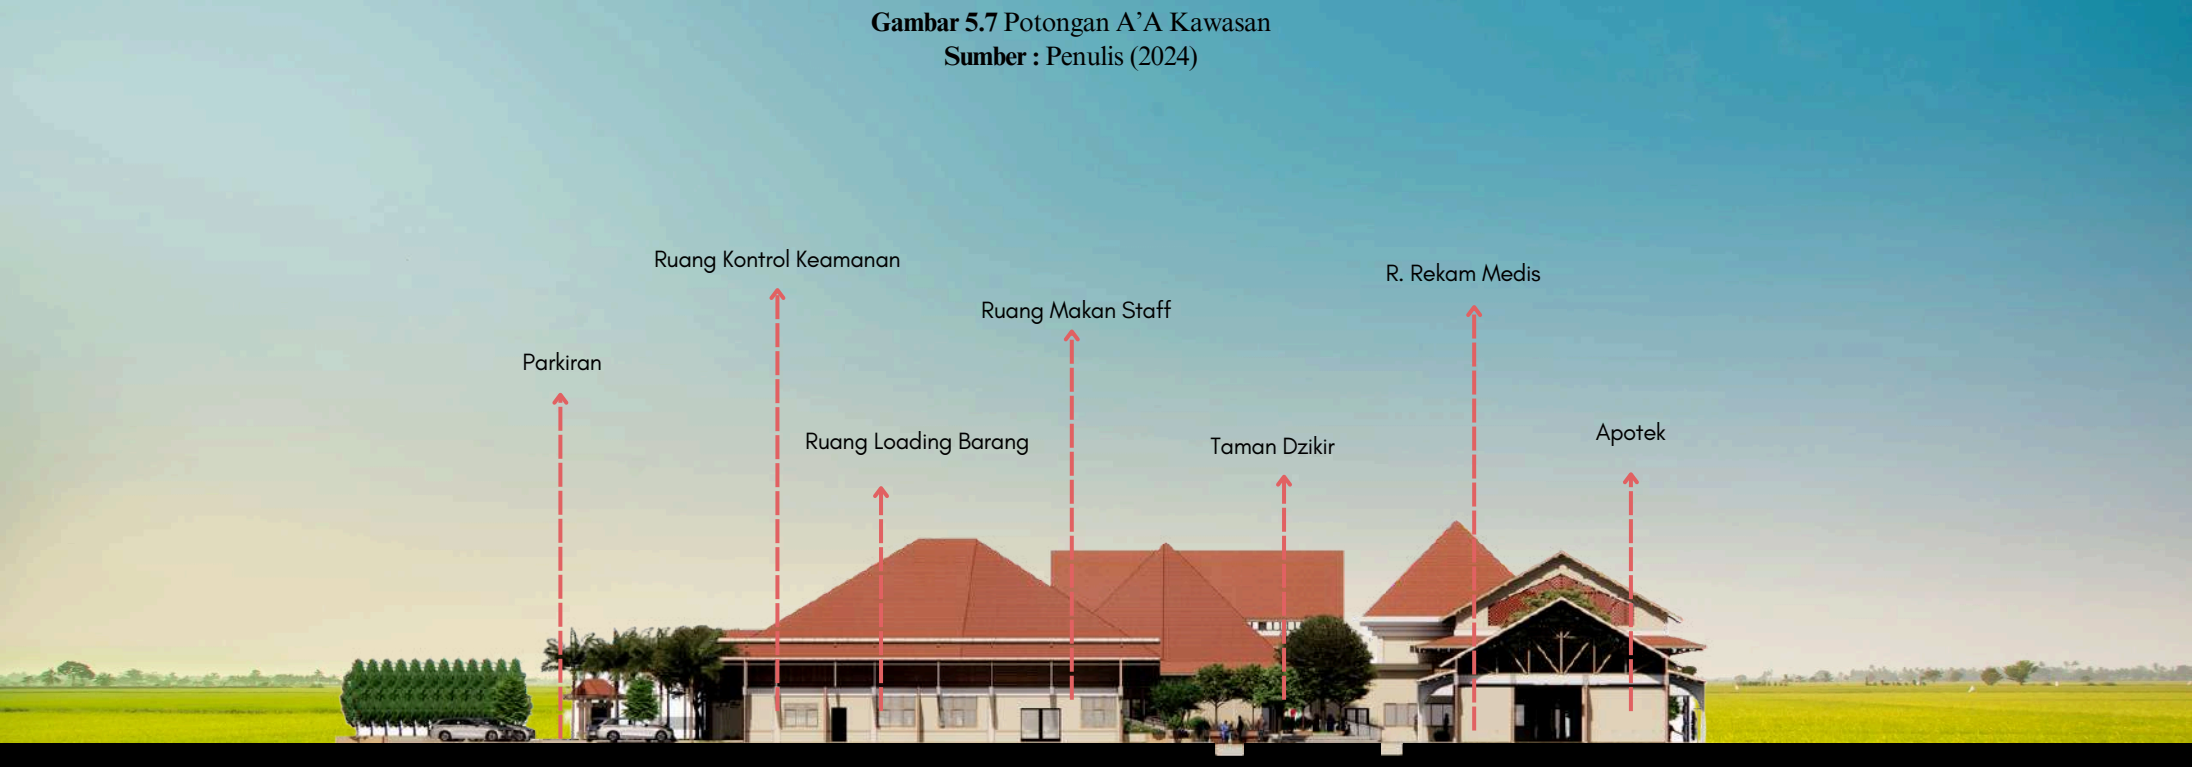 Gambar 5.7 Potongan A’A Kawasan
Sumber : Penulis (2024)
Ruang Kontrol Keamanan
R. Rekam Medis
Ruang Makan Staff
Parkiran
Apotek
Ruang Loading Barang
Taman Dzikir